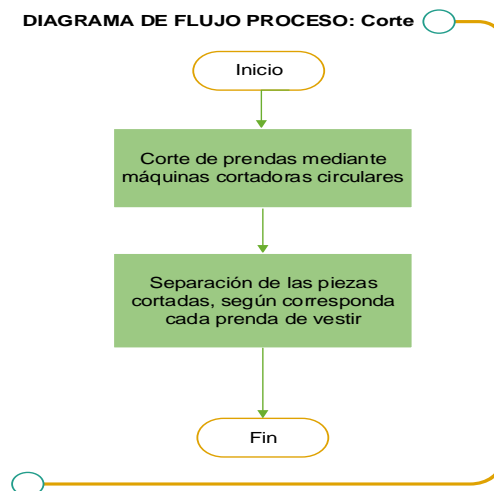 DIAGRAMA DE FLUJO PROCESO: Corte
Inicio
Corte de prendas mediante
máquinas cortadoras circulares
Separación de las piezas
cortadas, según corresponda
cada prenda de vestir
Fin